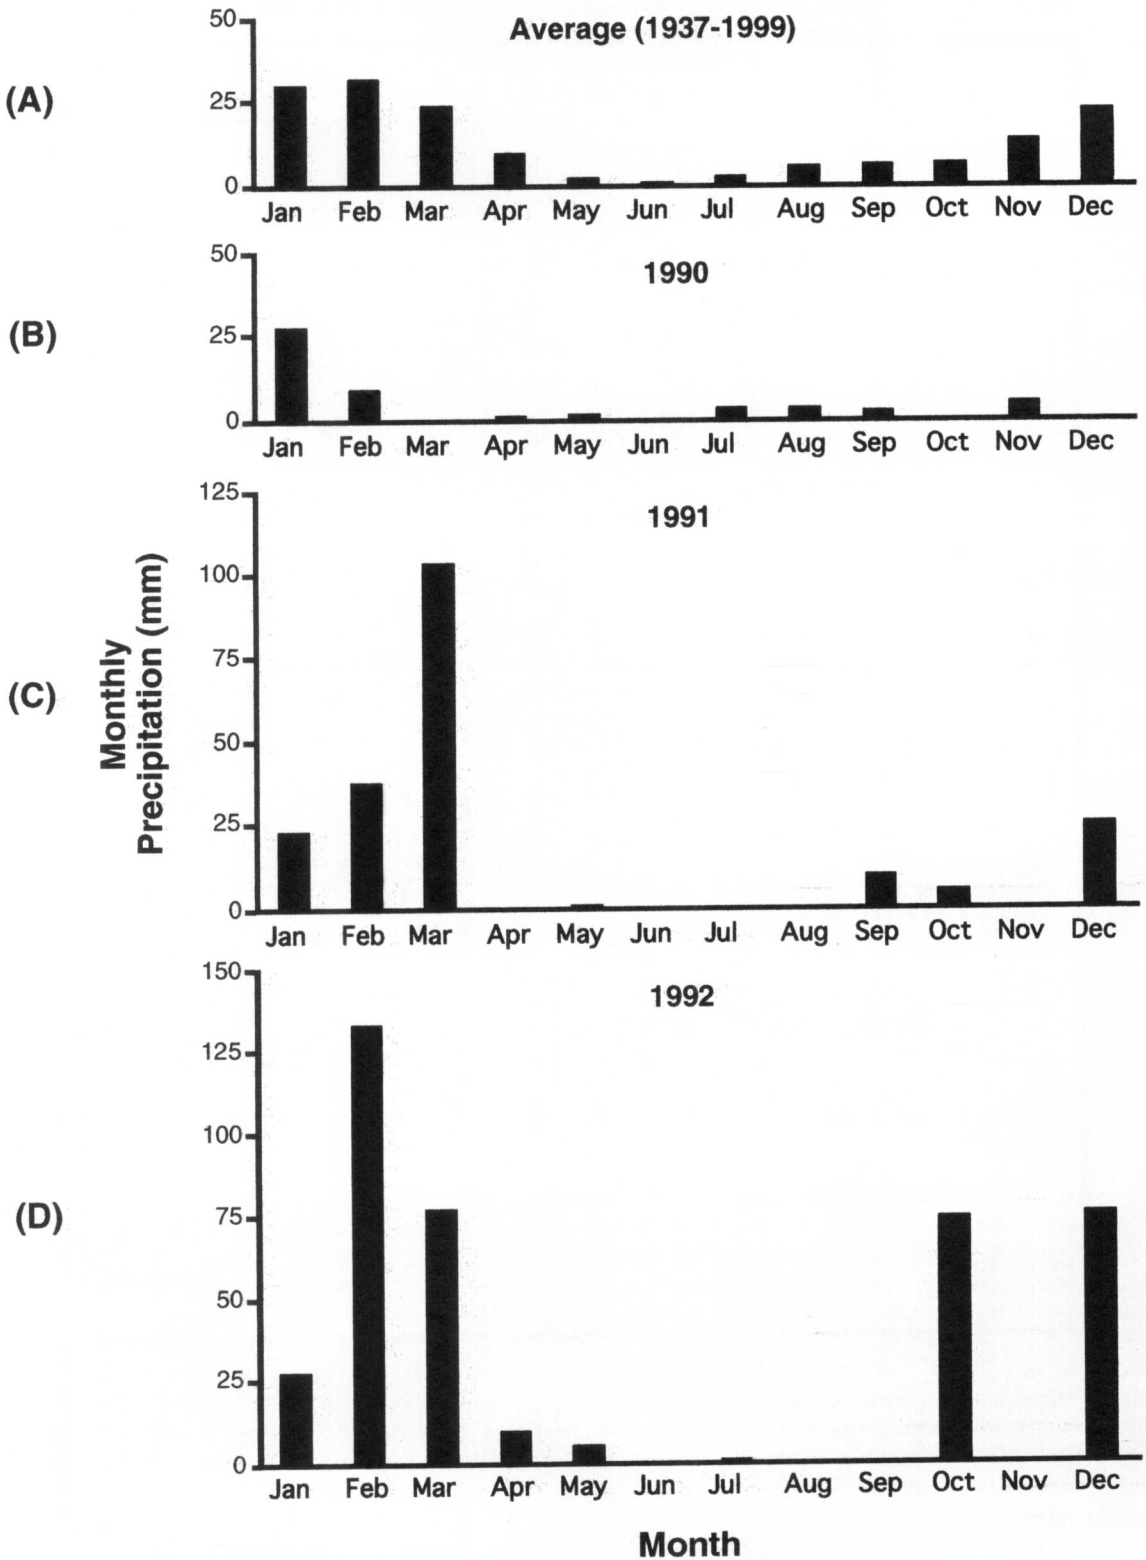 Average (1937-1999)
(A)
50
25
0
Jan Feb Mar Apr May Jun Jul Aug Sep Oct Nov Dec
1990
(B)
50
25
0
Jan Feb Mar Apr May Jun Jul Aug Sep Oct Nov Dec
1991
(C)
Monthly
Precipitation (mm)
125
100
75
50
25
0
Jan Feb Mar Apr May Jun Jul Aug Sep Oct Nov Dec
1992
(D)
150
125
100
75
50
25
0
Jan Feb Mar Apr May Jun Jul Aug Sep Oct Nov Dec
Month